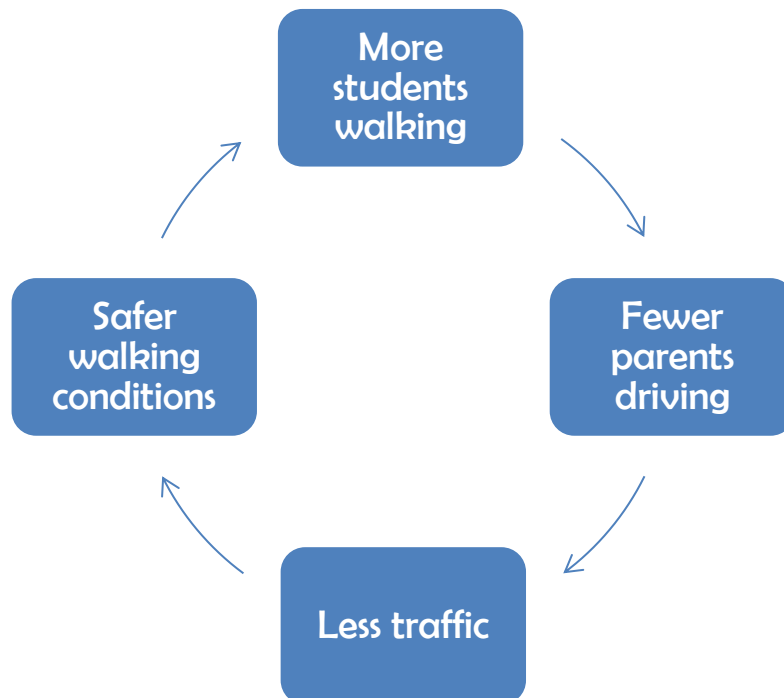 More
students
walking
Fewer
parents
driving
Less traffic
Safer
walking
conditions